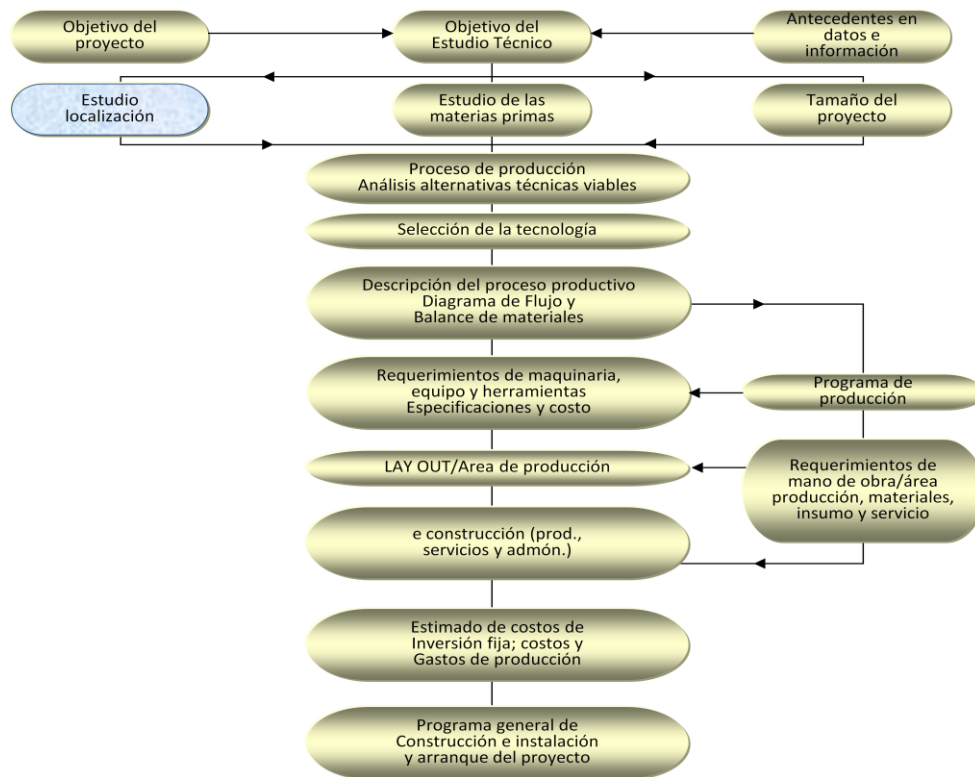 Objetivo del
proyecto
Objetivo del
Estudio Técnico
Antecedentes en
datos e
información
Estudio
localización
Estudio de las
materias primas
Tamaño del
proyecto
Proceso de producción
Análisis alternativas técnicas viables
Selección de la tecnología
Descripción del proceso productivo
Diagrama de Flujo y
Balance de materiales
Requerimientos de maquinaria,
equipo y herramientas
Especificaciones y costo
Programa de
producción
LAY OUT/Area de producción
Requerimientos de
mano de obra/área
producción, materiales,
insumo y servicio
e construcción (prod.,
servicios y admón.)
Estimado de costos de
Inversión fija; costos y
Gastos de producción
Programa general de
Construcción e instalación
y arranque del proyecto